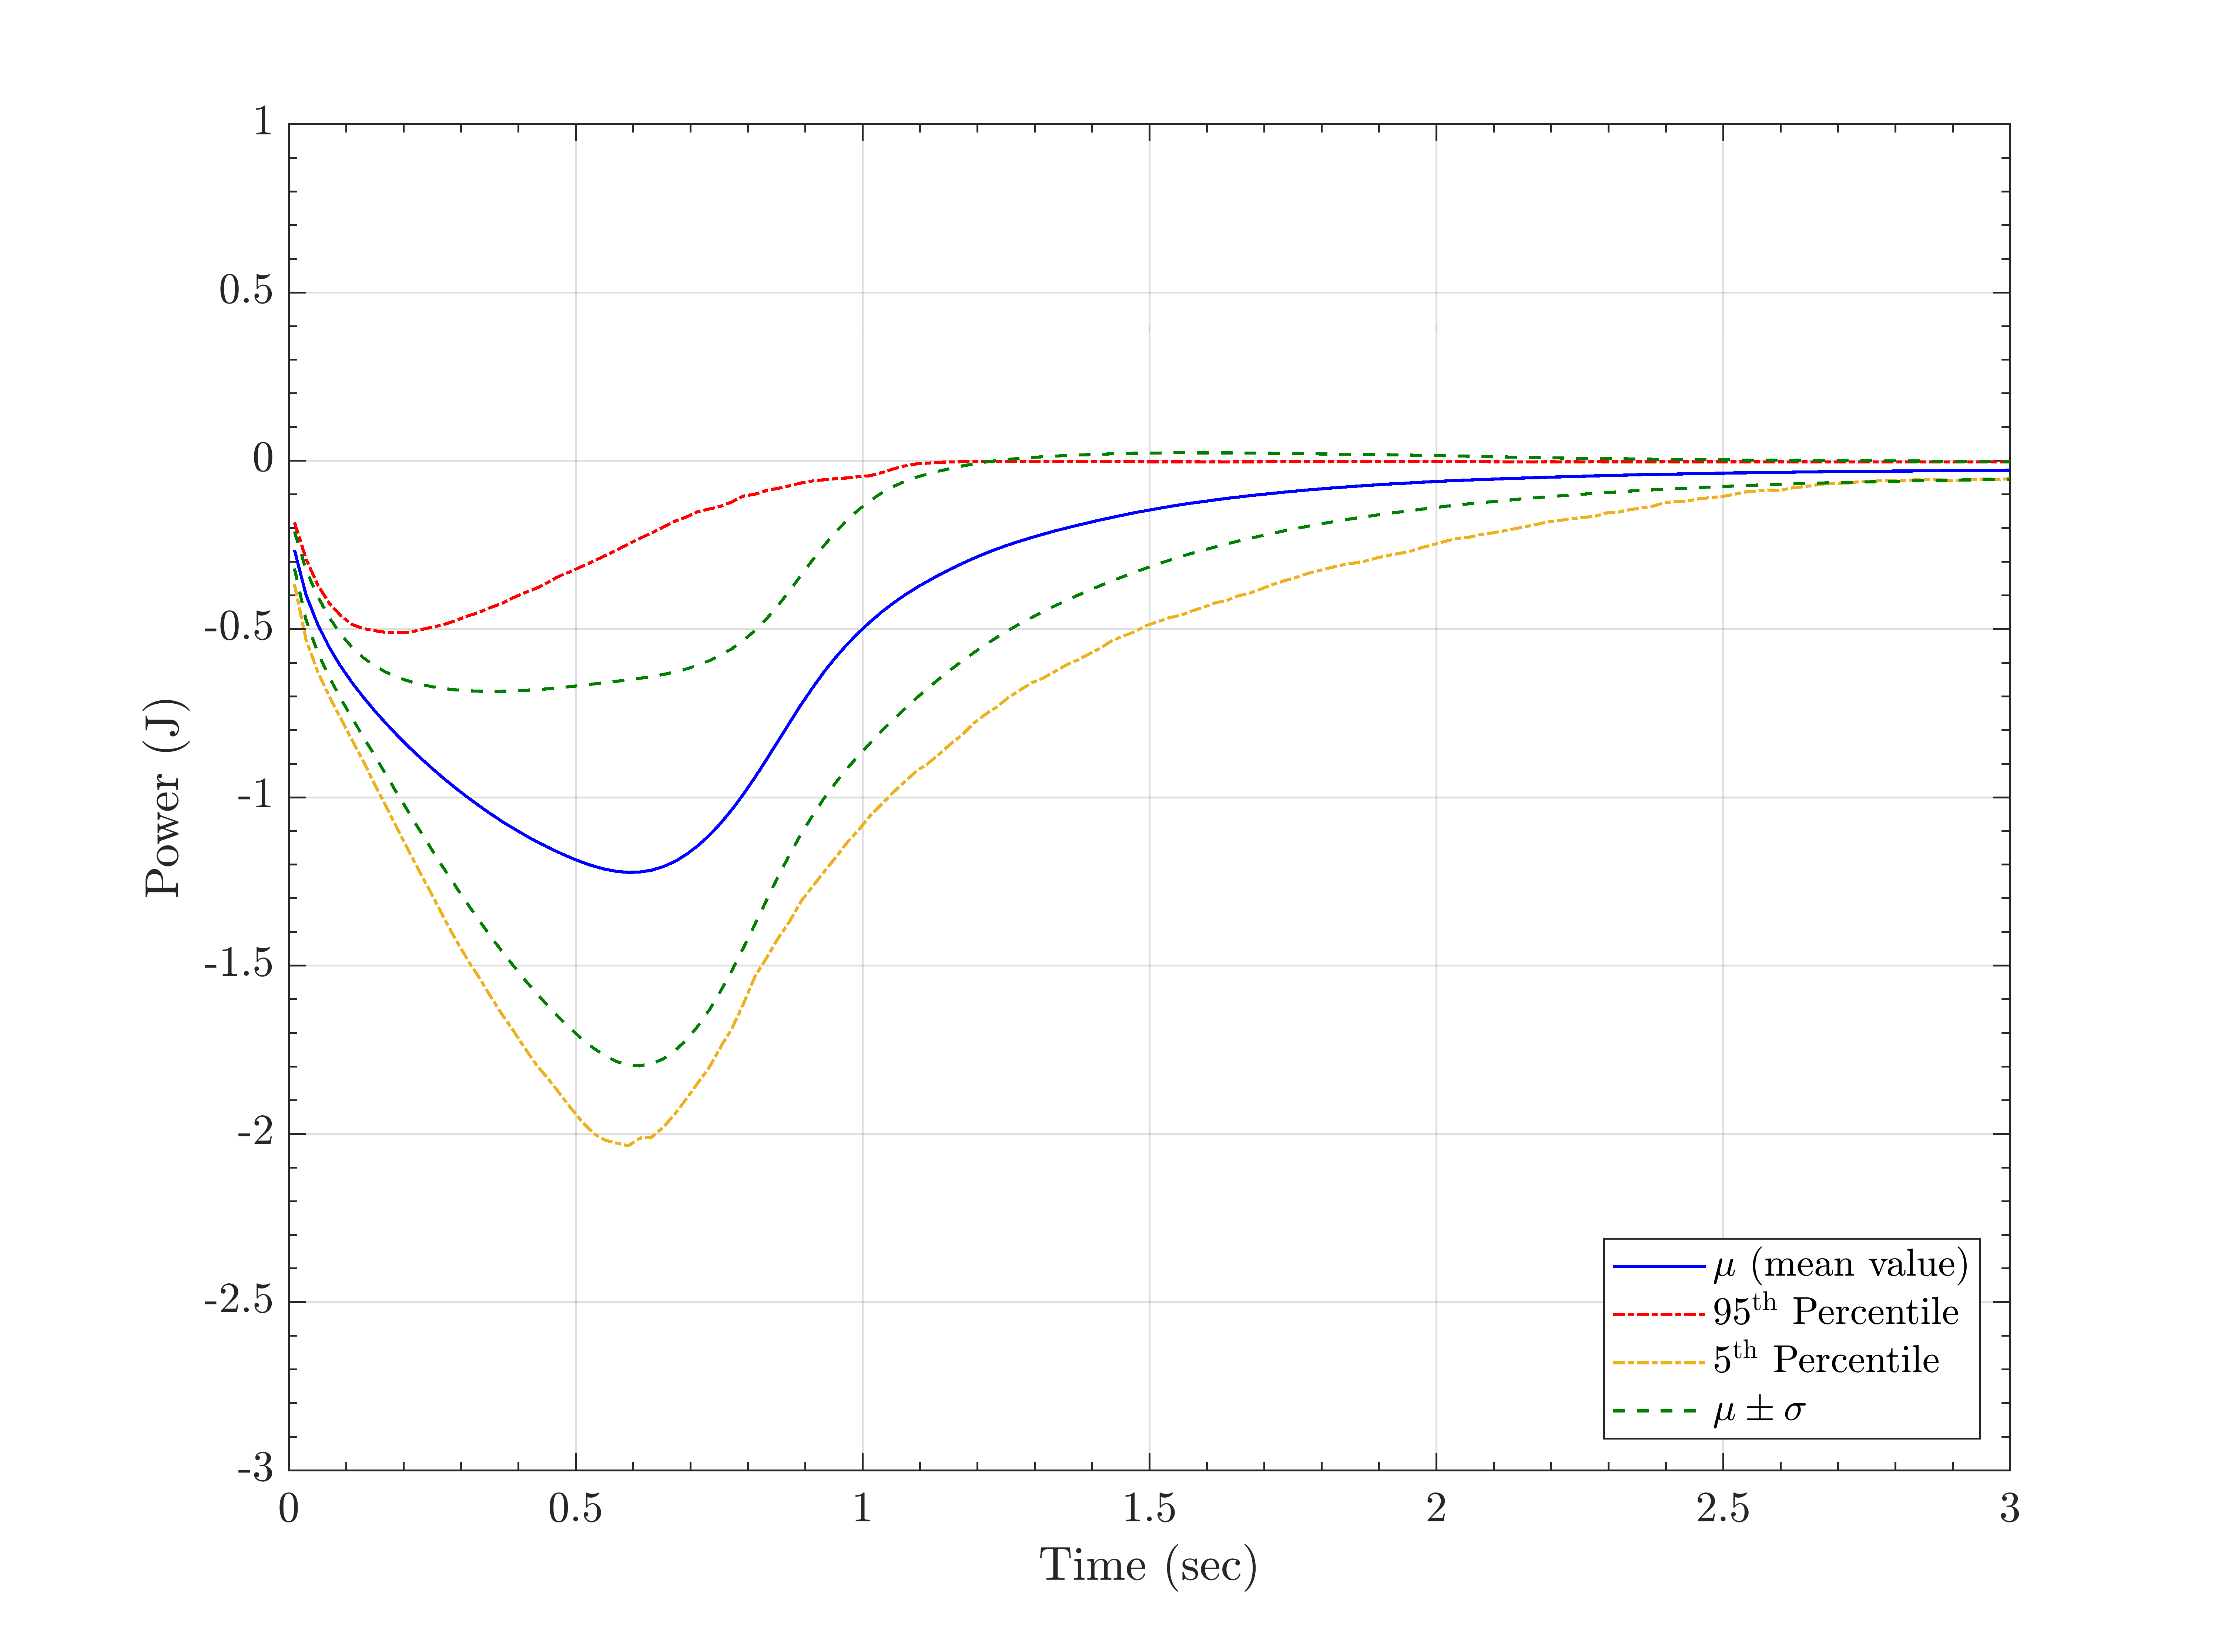 1
0.5
0
-0.5
-1
-1.5
-2
-2.5
-3
Power (J)
0 0.5 1 1.5 2 2.5 3
Time (sec)
μ (mean value)
95th Percentile
5th Percentile
μ ± σ